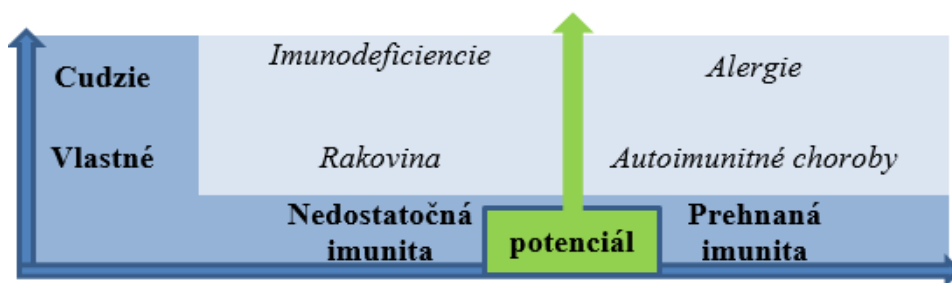 Cudzie
Imunodeficiencie
Alergie
Vlastné
Rakovina
Autoimunitné choroby
Nedostatočná
imunita
potenciál
Prehnaná
imunita